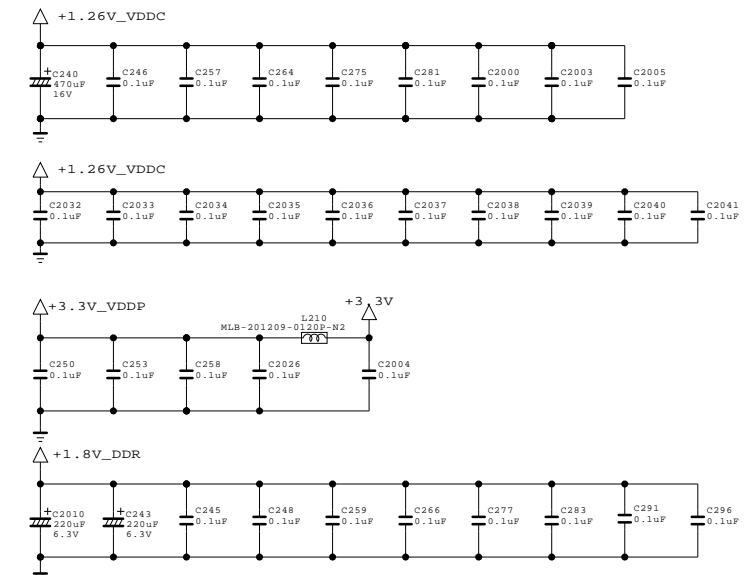 +1.26V_VDDC
+ C240 470uF 16V
C246 0.1uF
C257 0.1uF
C264 0.1uF
C275 0.1uF
C281 0.1uF
C2000 0.1uF
C2003 0.1uF
C2005 0.1uF
+1.26V_VDDC
C2032 0.1uF
C2033 0.1uF
C2034 0.1uF
C2035 0.1uF
C2036 0.1uF
C2037 0.1uF
C2038 0.1uF
C2039 0.1uF
C2040 0.1uF
C2041 0.1uF
+3.3V_VDDP
+3.3V
L210
MLB-201209-0120P-N2
C250 0.1uF
C253 0.1uF
C258 0.1uF
C2026 0.1uF
C2004 0.1uF
+1.8V_DDR
+ C2010 220uF 6.3V
+ C243 220uF 6.3V
C245 0.1uF
C248 0.1uF
C259 0.1uF
C266 0.1uF
C277 0.1uF
C283 0.1uF
C291 0.1uF
C296 0.1uF